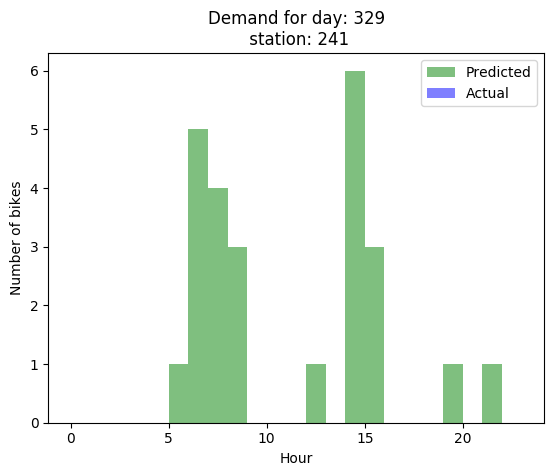 Demand for day: 329
station: 241
Predicted
Actual
6
5
4
3
2
1
0
Number of bikes
0
5
10
15
20
Hour